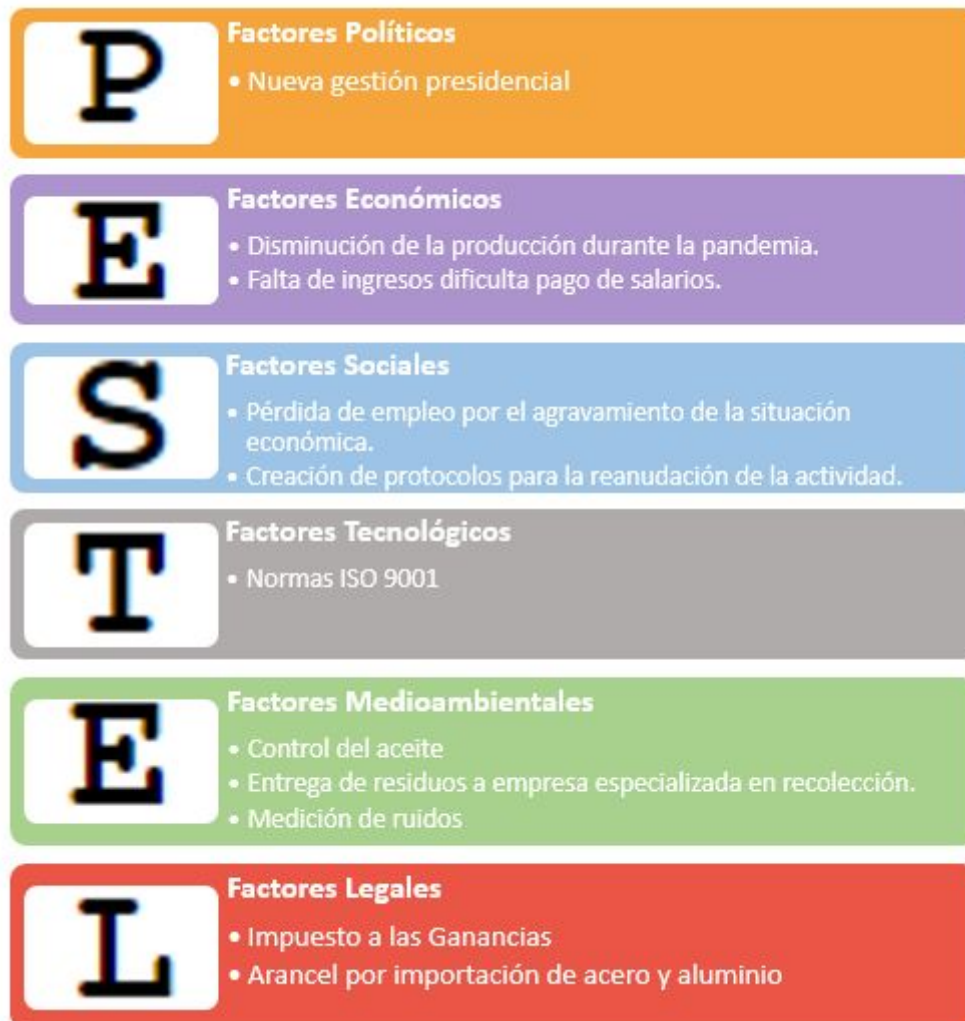 P
Factores Políticos
• Nueva gestión presidencial
E
Factores Económicos
• Disminución de la producción durante la pandemia.
• Falta de ingresos dificulta pago de salarios.
S
Factores Sociales
• Pérdida de empleo por el agravamiento de la situación
económica.
• Creación de protocolos para la reanudación de la actividad.
T
Factores Tecnológicos
• Normas ISO 9001
E
Factores Medioambientales
• Control del aceite
• Entrega de residuos a empresa especializada en recolección.
• Medición de ruidos
L
Factores Legales
• Impuesto a las Ganancias
• Arancel por importación de acero y aluminio